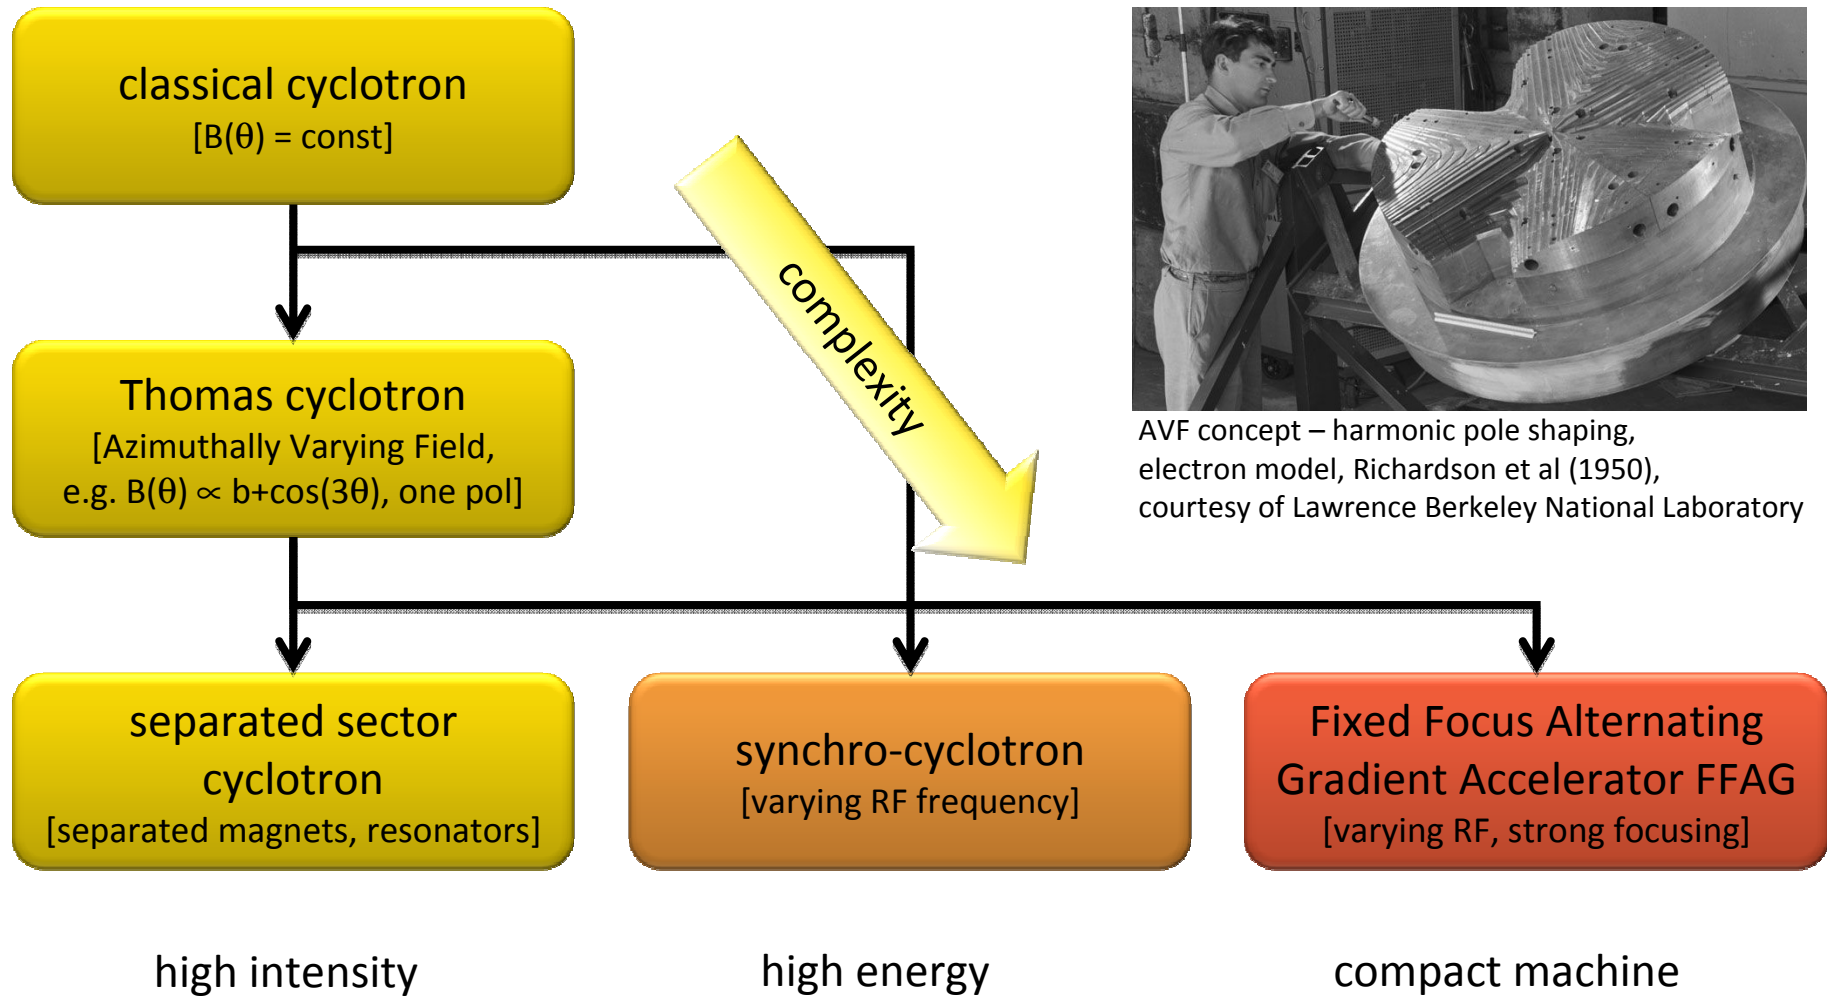 classical cyclotron
[B(θ) = const]
complexity
Thomas cyclotron
[Azimuthally Varying Field,
e.g. B(θ) ∝ b+cos(3θ), one pol]
AVF concept – harmonic pole shaping,
electron model, Richardson et al (1950),
courtesy of Lawrence Berkeley National Laboratory
separated sector
cyclotron
[separated magnets, resonators]
synchro-cyclotron
[varying RF frequency]
Fixed Focus Alternating
Gradient Accelerator FFAG
[varying RF, strong focusing]
high intensity
high energy
compact machine